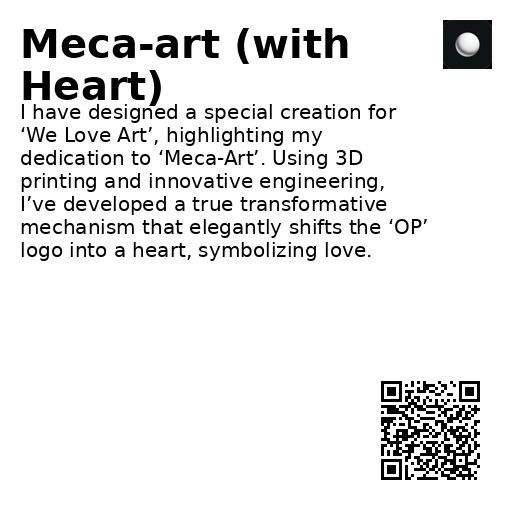 Meca-art (with
Heart)
I have designed a special creation for
‘We Love Art’, highlighting my
dedication to ‘Meca-Art’. Using 3D
printing and innovative engineering,
I’ve developed a true transformative
mechanism that elegantly shifts the ‘OP’
logo into a heart, symbolizing love.